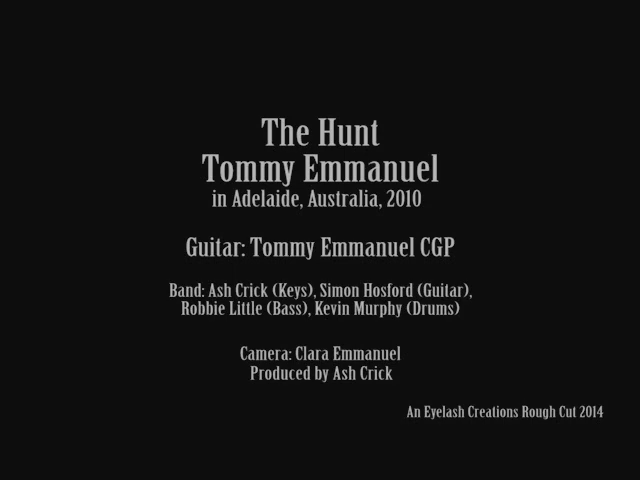 The Hunt
Tommy Emmanuel
in Adelaide, Australia, 2010
Guitar: Tommy Emmanuel CGP
Band: Ash Crick (Keys), Simon Hosford (Guitar),
Robbie Little (Bass), Kevin Murphy (Drums)
Camera: Clara Emmanuel
Produced by Ash Crick
An Eyelash Creations Rough Cut 2014